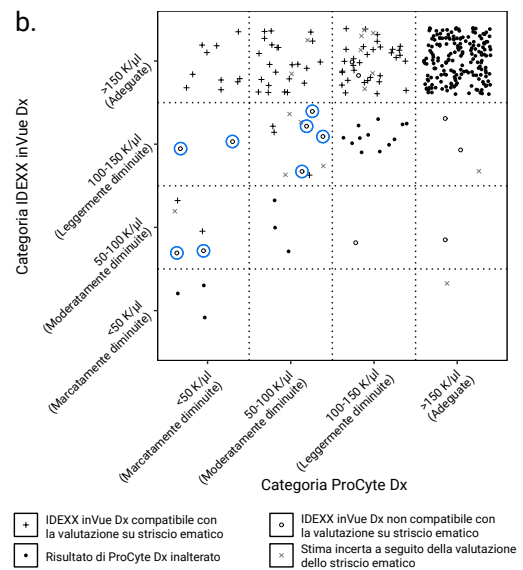 b.
Categoria IDEXX inVue Dx
>150 K/µl
(Adeguate)
100-150 K/µl
(Leggermente diminuite)
50-100 K/µl
(Moderatamente diminuite)
<50 K/µl
(Marcatamente diminuite)
<50 K/µl
(Marcatamente diminuite)
50-100 K/µl
(Moderatamente diminuite)
100-150 K/µl
(Leggermente diminuite)
>150 K/µl
(Adeguate)
Categoria ProCyte Dx
IDEXX inVue Dx compatibile con
la valutazione su striscio ematico
Risultato di ProCyte Dx inalterato
IDEXX inVue Dx non compatibile con
la valutazione su striscio ematico
Stima incerta a seguito della valutazione
dello striscio ematico